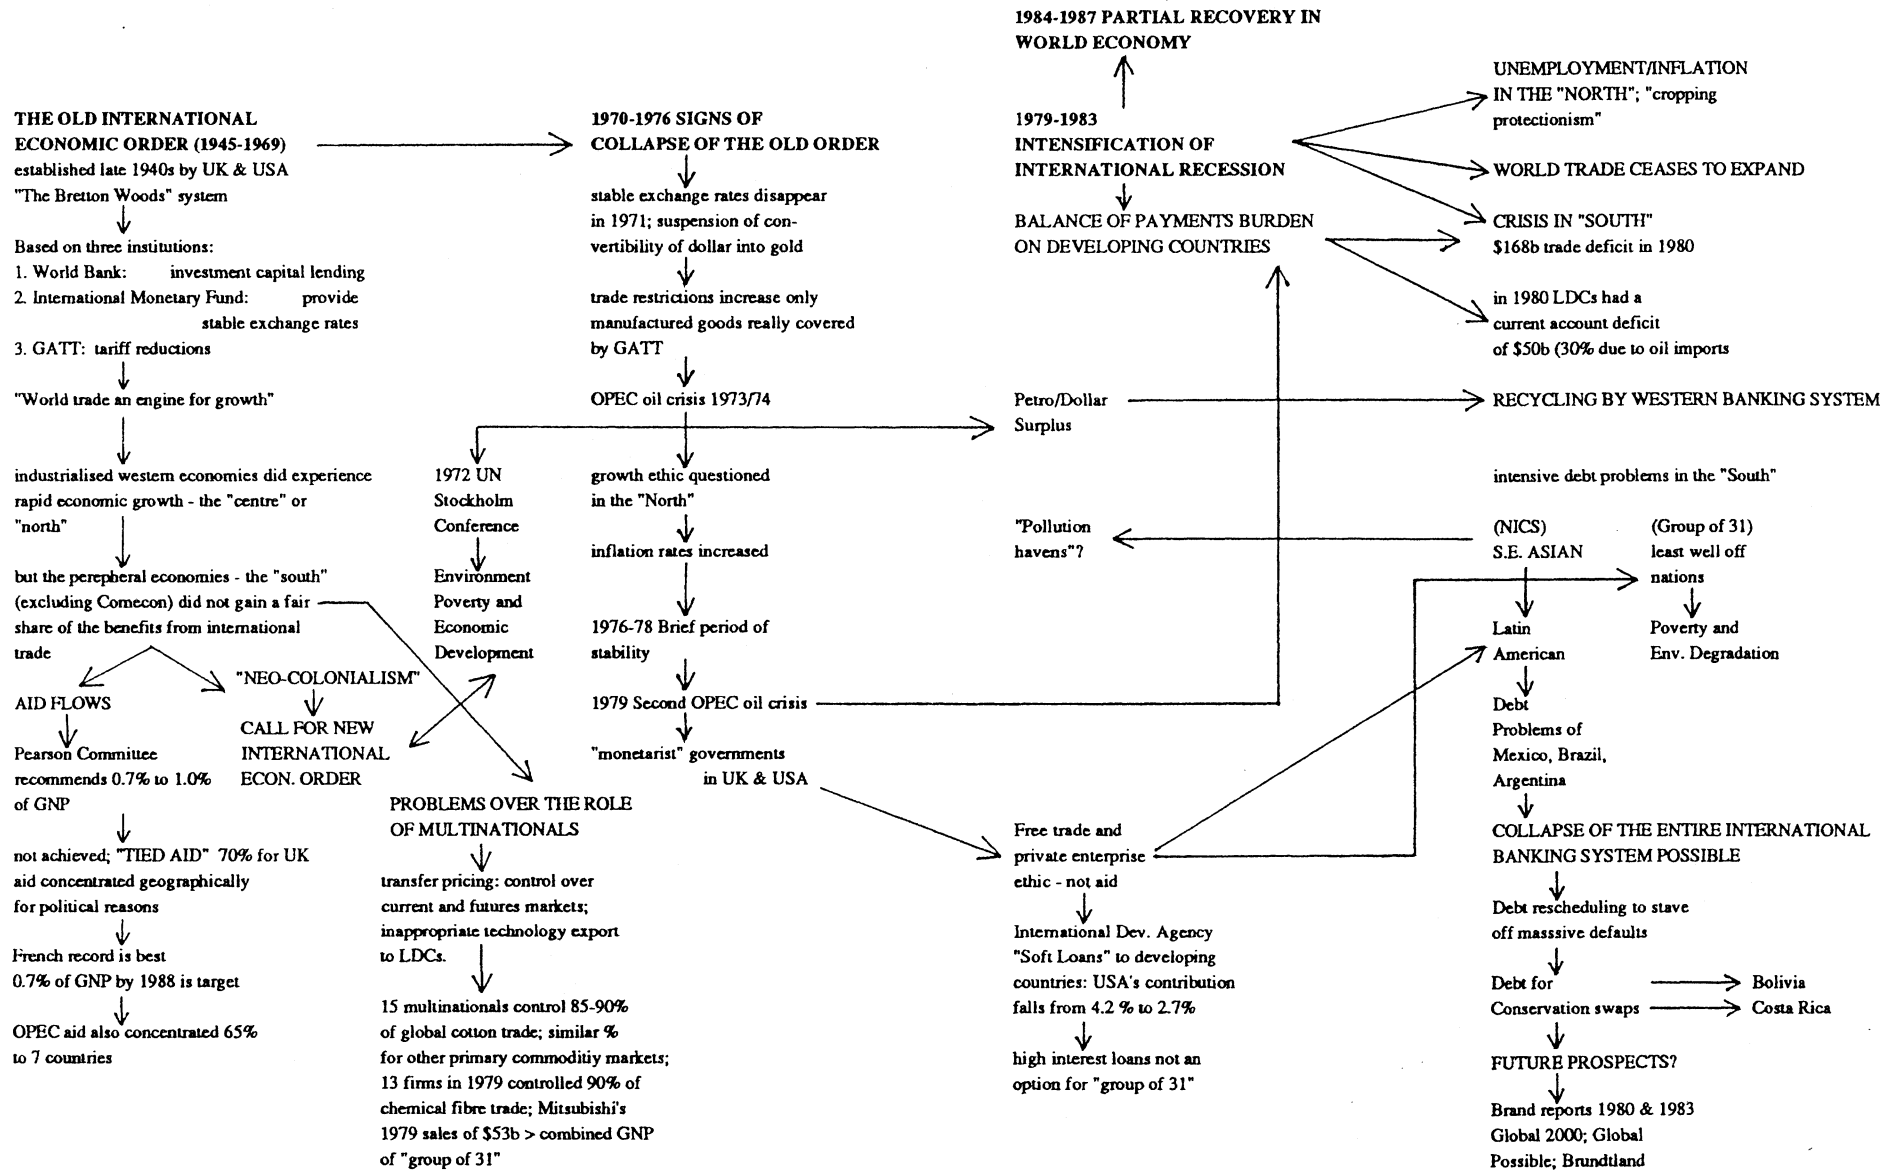 THE OLD INTERNATIONAL
ECONOMIC ORDER (1945-1969)
established late 1940s by UK & USA
"The Bretton Woods" system
Based on three institutions:
1. World Bank: investment capital lending
2. International Monetary Fund: provide
stable exchange rates
3. GATT: tariff reductions
"World trade an engine for growth"
industrialised western economies did experience
rapid economic growth - the "centre" or
"north"
but the perepheral economies - the "south"
(excluding Comecon) did not gain a fair
share of the benefits from international
trade
AID FLOWS
Pearson Committee
recommends 0.7% to 1.0%
of GNP
not achieved; "TIED AID" 70% for UK
aid concentrated geographically
for political reasons
French record is best
0.7% of GNP by 1988 is target
OPEC aid also concentrated 65%
to 7 countries
"NEO-COLONIALISM"
CALL FOR NEW
INTERNATIONAL
ECON. ORDER
1972 UN
Stockholm
Conference
Environment
Poverty and
Economic
Development
PROBLEMS OVER THE ROLE
OF MULTINATIONALS
transfer pricing: control over
current and futures markets;
inappropriate technology export
to LDCs.
15 multinationals control 85-90%
of global cotton trade; similar %
for other primary commoditiy markets;
13 firms in 1979 controlled 90% of
chemical fibre trade; Mitsubishi's
1979 sales of $53b > combined GNP
of "group of 31"
1970-1976 SIGNS OF
COLLAPSE OF THE OLD ORDER
stable exchange rates disappear
in 1971; suspension of con-
vertibility of dollar into gold
trade restrictions increase only
manufactured goods really covered
by GATT
OPEC oil crisis 1973/74
growth ethic questioned
in the "North"
inflation rates increased
1976-78 Brief period of
stability
1979 Second OPEC oil crisis
"monetarist" governments
in UK & USA
1984-1987 PARTIAL RECOVERY IN
WORLD ECONOMY
1979-1983
INTENSIFICATION OF
INTERNATIONAL RECESSION
BALANCE OF PAYMENTS BURDEN
ON DEVELOPING COUNTRIES
Petro/Dollar
Surplus
"Pollution
havens"?
Free trade and
private enterprise
ethic - not aid
International Dev. Agency
"Soft Loans" to developing
countries: USA's contribution
falls from 4.2 % to 2.7%
high interest loans not an
option for "group of 31"
UNEMPLOYMENT/INFLATION
IN THE "NORTH"; "cropping
protectionism"
WORLD TRADE CEASES TO EXPAND
CRISIS IN "SOUTH"
$168b trade deficit in 1980
in 1980 LDCs had a
current account deficit
of $50b (30% due to oil imports
RECYCLING BY WESTERN BANKING SYSTEM
intensive debt problems in the "South"
(NICS)
S.E. ASIAN
Latin
American
Debt
Problems of
Mexico, Brazil,
Argentina
(Group of 31)
least well off
nations
Poverty and
Env. Degradation
COLLAPSE OF THE ENTIRE INTERNATIONAL
BANKING SYSTEM POSSIBLE
Debt rescheduling to stave
off masssive defaults
Debt for
Conservation swaps
Bolivia
Costa Rica
FUTURE PROSPECTS?
Brand reports 1980 & 1983
Global 2000; Global
Possible; Brundtland